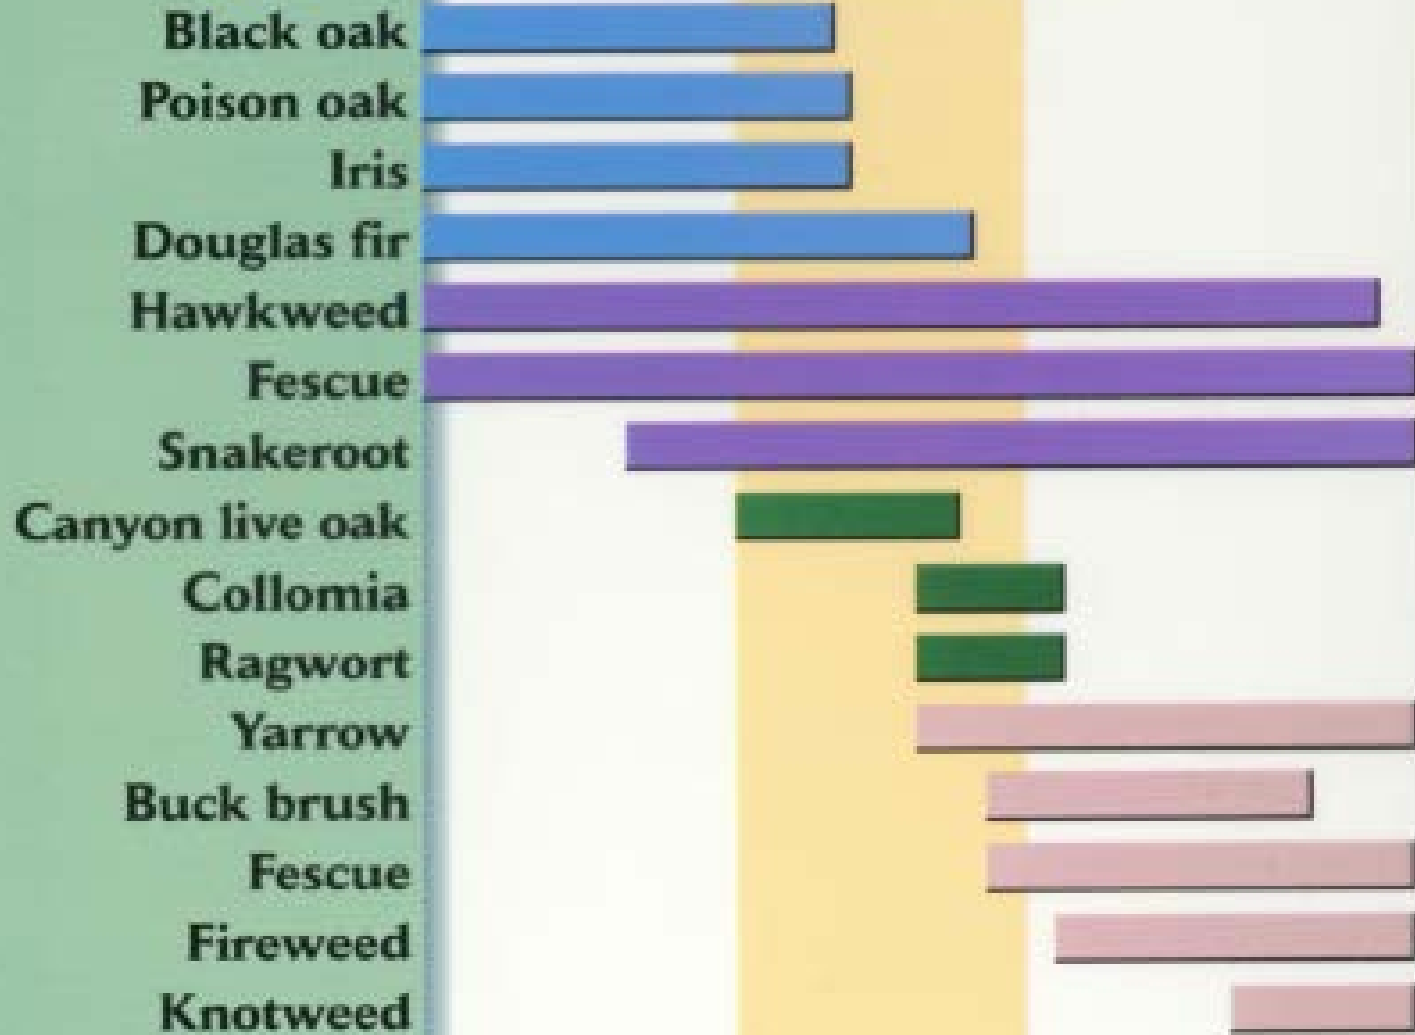 Black oak
Poison oak
Iris
Douglas fir
Hawkweed
Fescue
Snakeroot
Canyon live oak
Collomia
Ragwort
Yarrow
Buck brush
Fescue
Fireweed
Knotweed